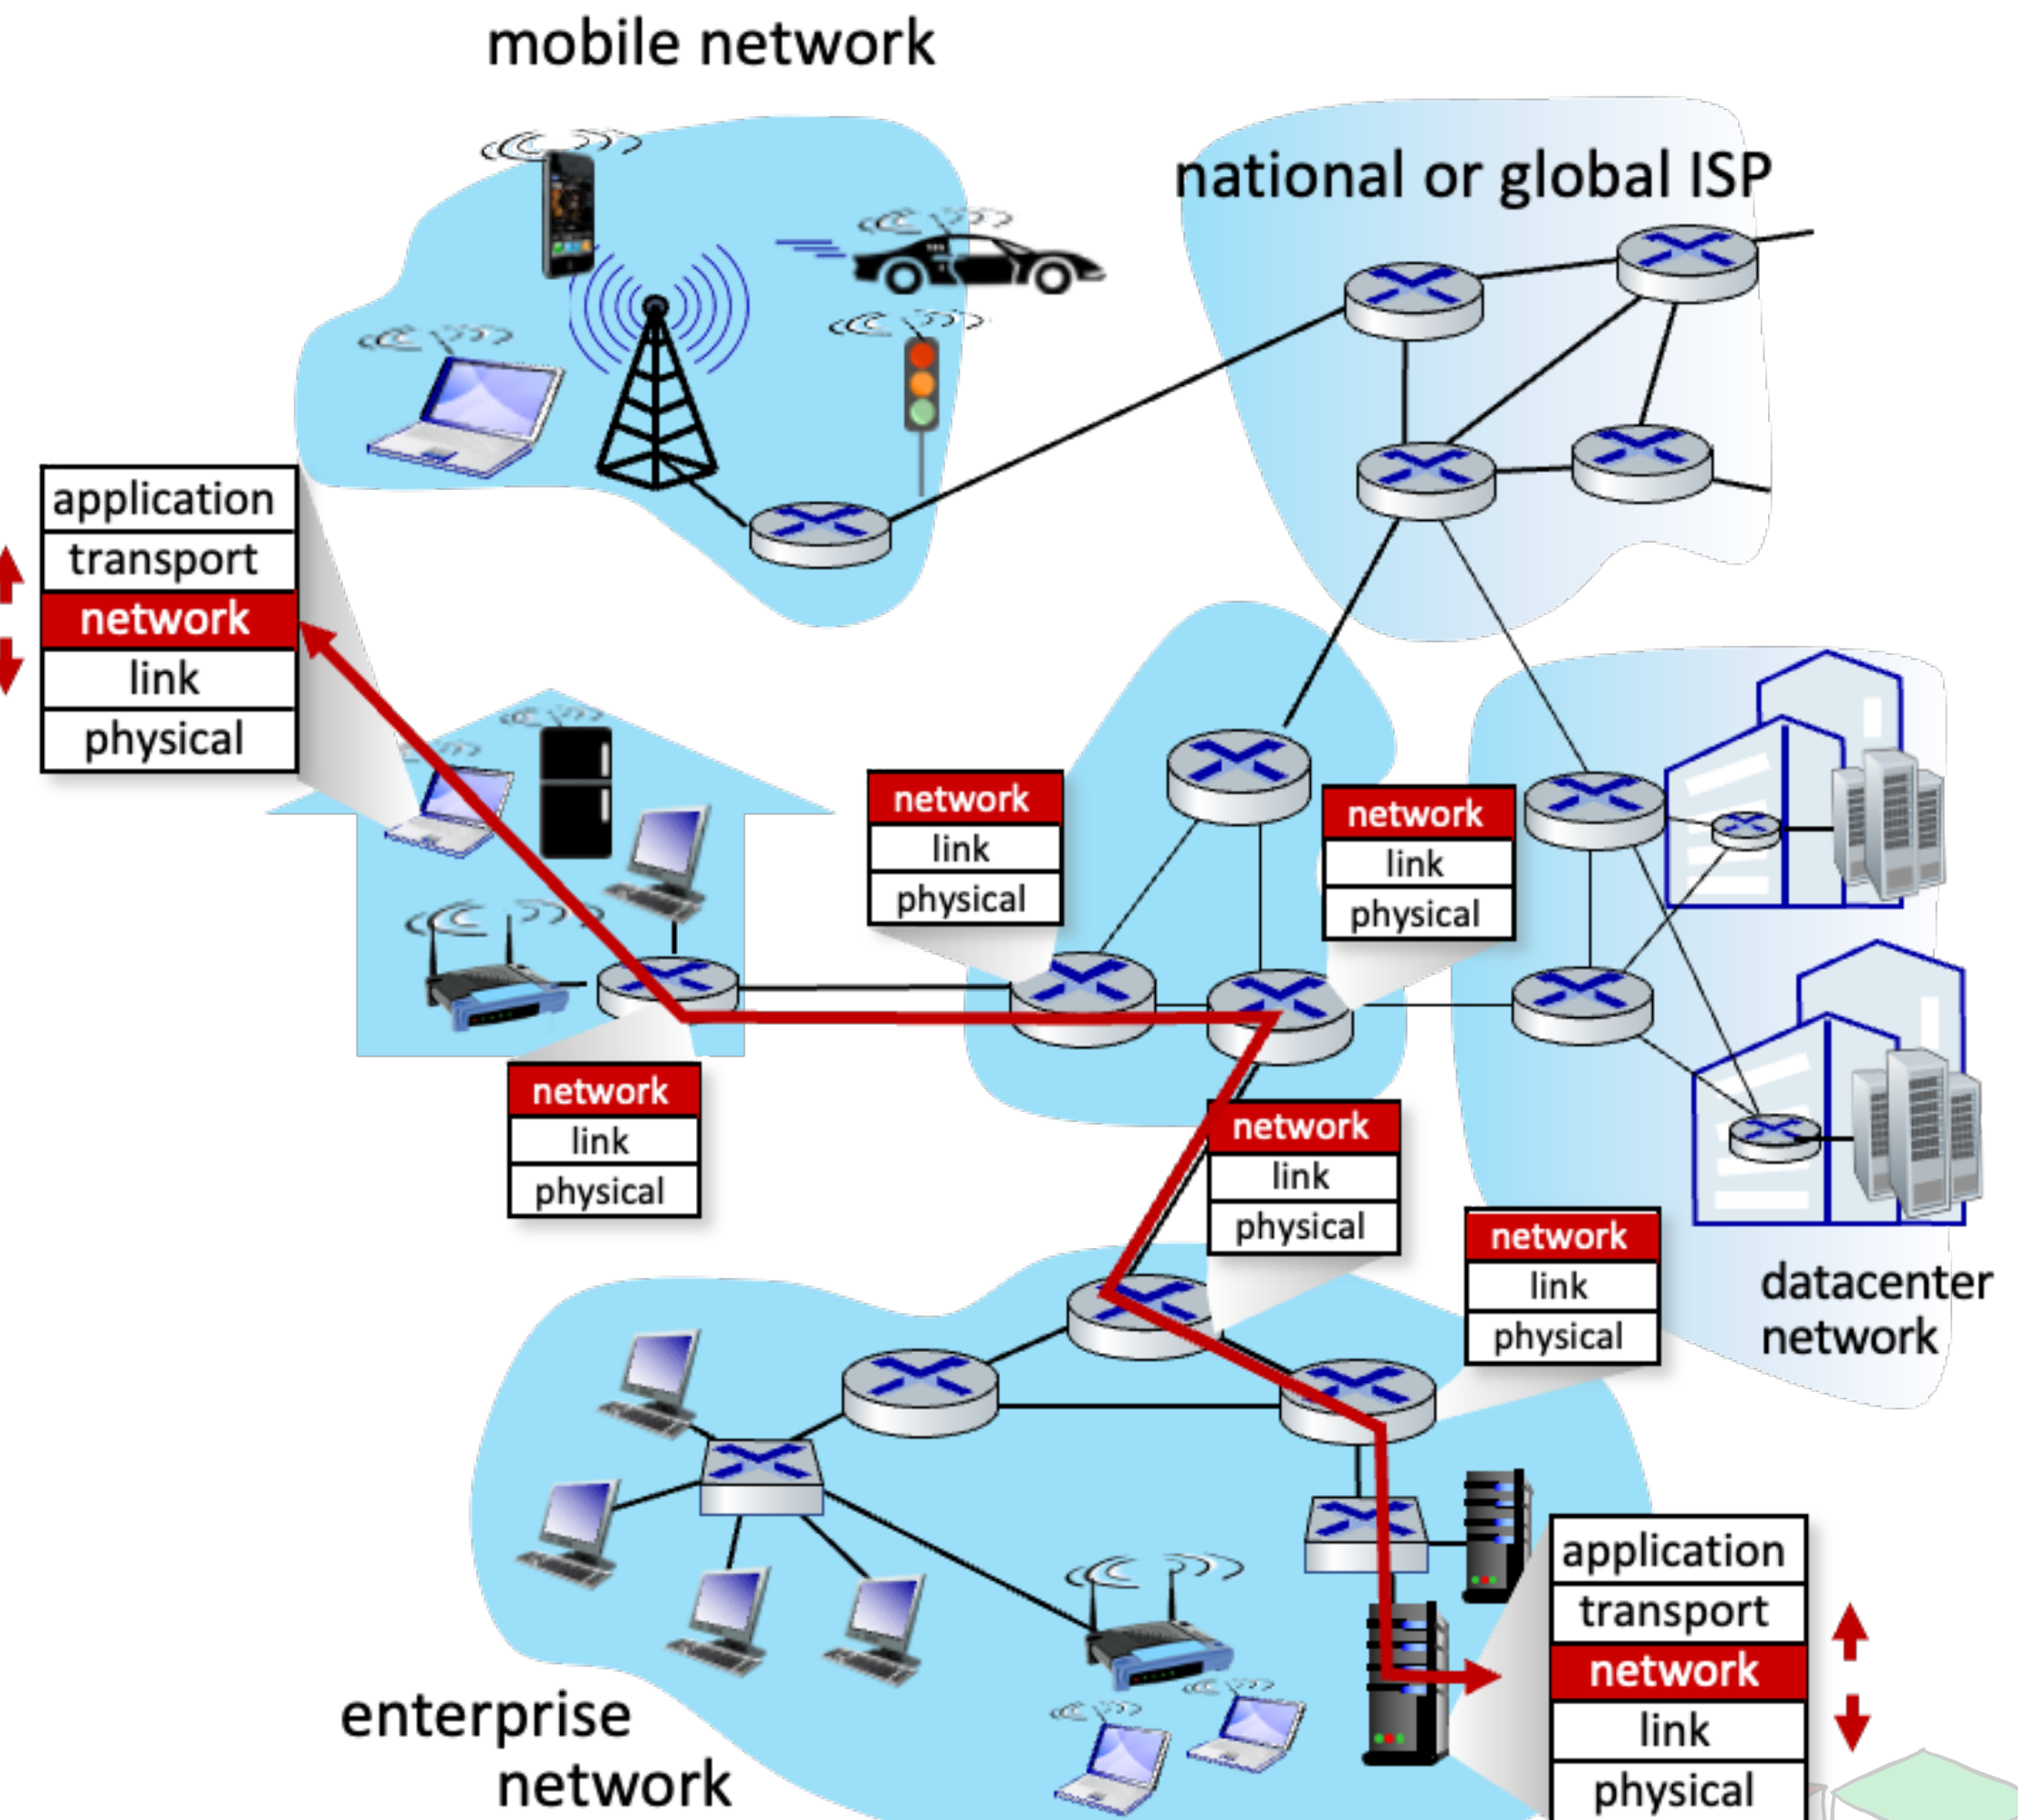 mobile network
national or global ISP
application
transport
network
link
physical
network
link
physical
network
link
physical
network
link
physical
network
link
physical
network
link
physical
datacenter
network
application
transport
network
link
physical
enterprise
network